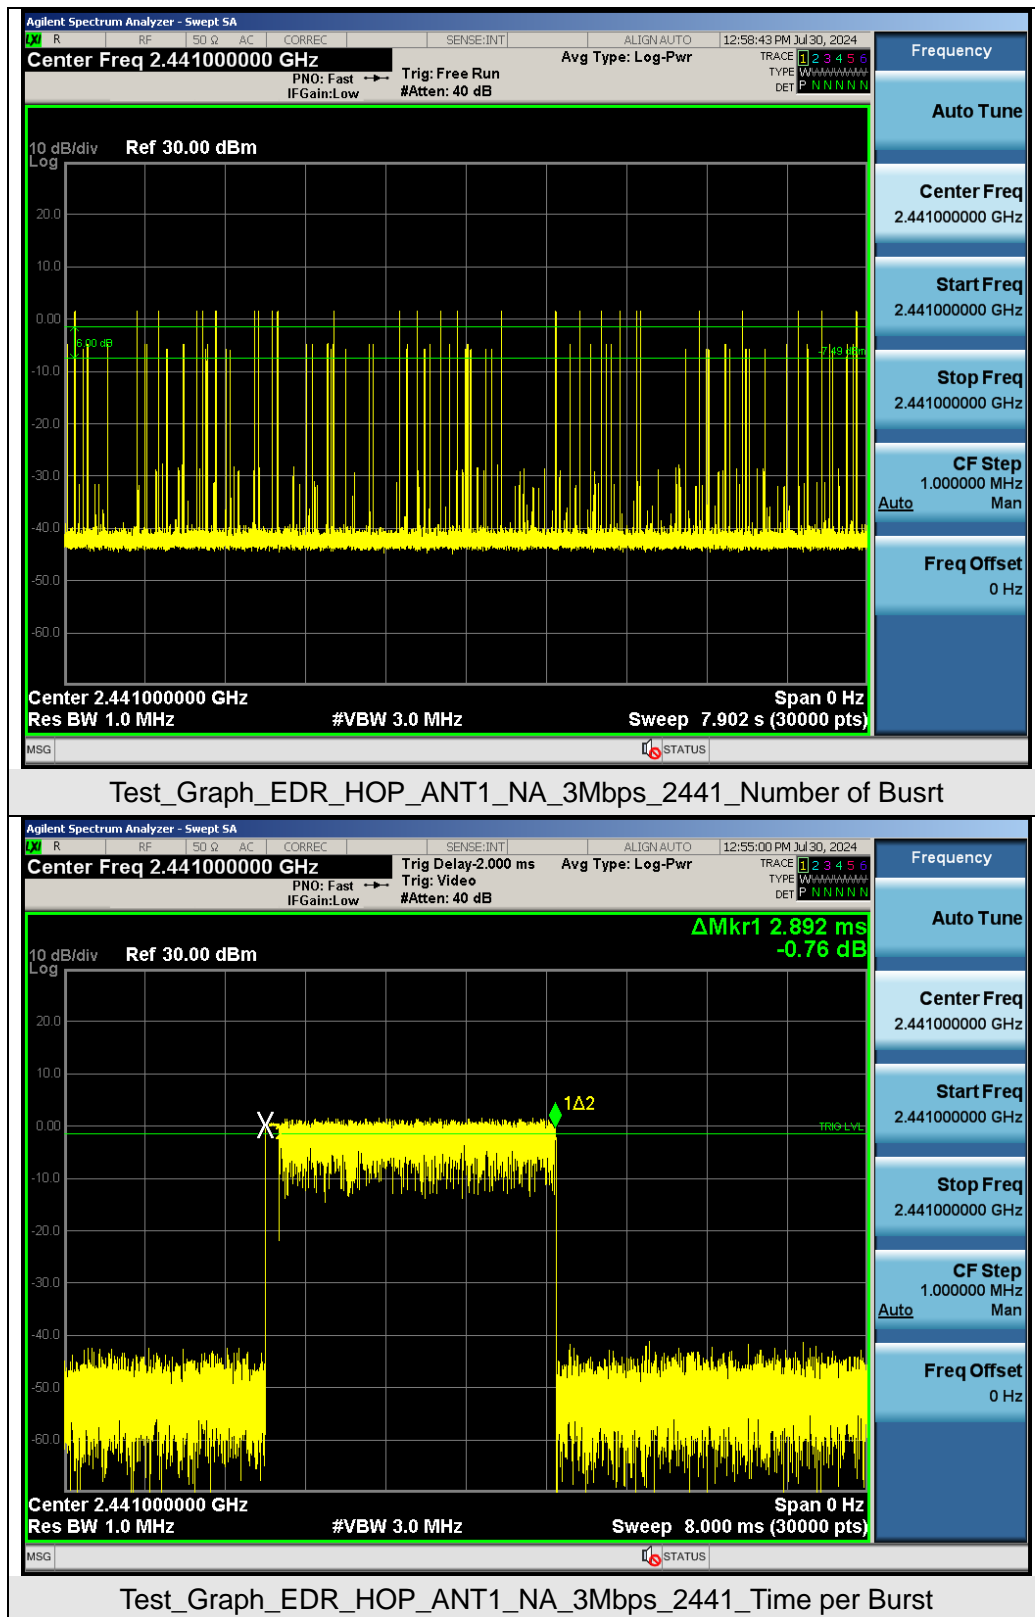 Agilent Spectrum Analyzer - Swept SA
LXI R RF 50 Ω AC CORREC SENSE:INT ALIGN AUTO 12:58:43 PM Jul 30, 2024
Center Freq 2.441000000 GHz Avg Type: Log-Pwr TRACE 1 2 3 4 5 6
PNO: Fast Trig: Free Run TYPE W
IFGain:Low #Atten: 40 dB DET P N N N N N
Frequency
Auto Tune
Center Freq
2.441000000 GHz
Start Freq
2.441000000 GHz
Stop Freq
2.441000000 GHz
CF Step
1.000000 MHz
Auto Man
Freq Offset
0 Hz
10 dB/div Ref 30.00 dBm
Log
20.0
10.0
0.00
6.00 dB
-7.49 dBm
-10.0
-20.0
-30.0
-40.0
-50.0
-60.0
Center 2.441000000 GHz Span 0 Hz
Res BW 1.0 MHz #VBW 3.0 MHz Sweep 7.902 s (30000 pts)
MSG STATUS
Test_Graph_EDR_HOP_ANT1_NA_3Mbps_2441_Number of Busrt
Agilent Spectrum Analyzer - Swept SA
LXI R RF 50 Ω AC CORREC SENSE:INT ALIGN AUTO 12:55:00 PM Jul 30, 2024
Center Freq 2.441000000 GHz Trig Delay-2.000 ms Avg Type: Log-Pwr TRACE 1 2 3 4 5 6
PNO: Fast Trig: Video TYPE W
IFGain:Low #Atten: 40 dB DET P N N N N N
Frequency
Auto Tune
Center Freq
2.441000000 GHz
Start Freq
2.441000000 GHz
Stop Freq
2.441000000 GHz
CF Step
1.000000 MHz
Auto Man
Freq Offset
0 Hz
ΔMkr1 2.892 ms
-0.76 dB
10 dB/div Ref 30.00 dBm
Log
20.0
10.0
1Δ2
0.00
TRIG LVL
-10.0
-20.0
-30.0
-40.0
-50.0
-60.0
Center 2.441000000 GHz Span 0 Hz
Res BW 1.0 MHz #VBW 3.0 MHz Sweep 8.000 ms (30000 pts)
MSG STATUS
Test_Graph_EDR_HOP_ANT1_NA_3Mbps_2441_Time per Burst